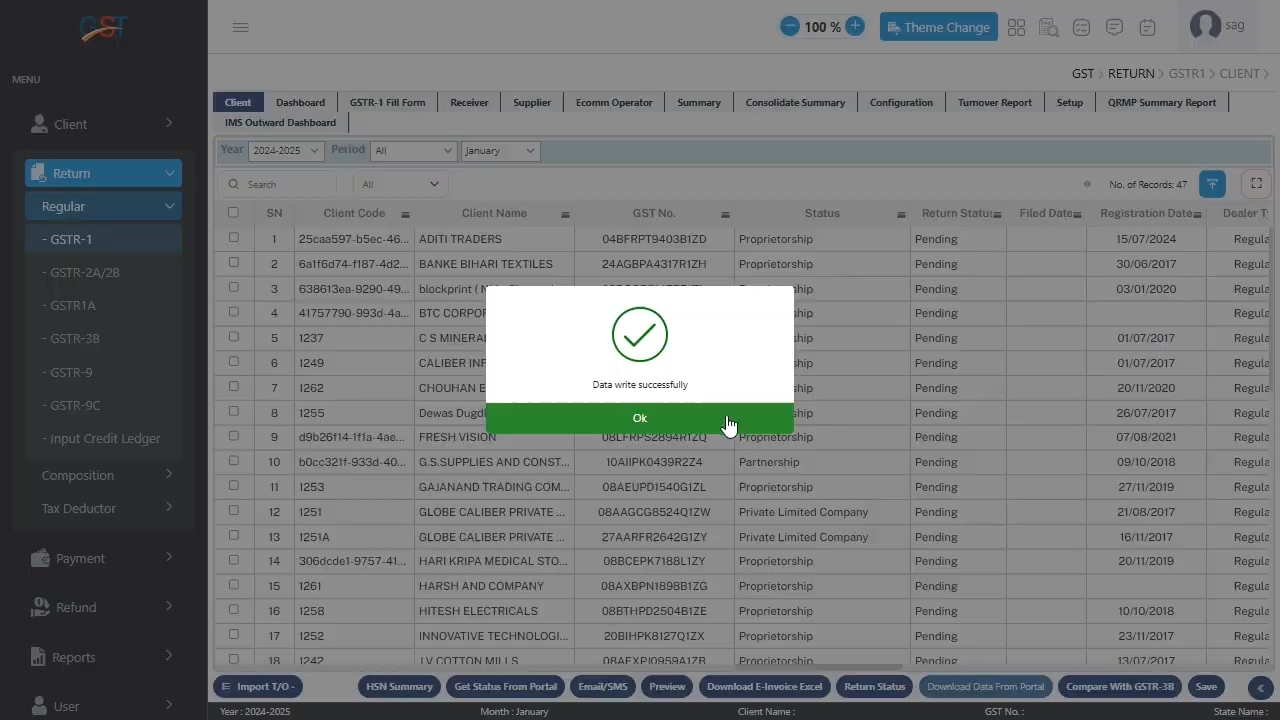 GST
100 %
Theme Change
sag
MENU
GST > RETURN > GSTR1 > CLIENT >
Client
Dashboard
GSTR-1 Fill Form
Receiver
Supplier
Ecomm Operator
Summary
Consolidate Summary
Configuration
Turnover Report
Setup
QRMP Summary Report
IMS Outward Dashboard
Client
Return
Regular
- GSTR-1
- GSTR-2A/2B
- GSTR1A
- GSTR-3B
- GSTR-9
- GSTR-9C
- Input Credit Ledger
Composition
Tax Deductor
Payment
Refund
Reports
User
Year 2024-2025 Period All January
Search All No. of Records: 47
SN Client Code Client Name GST No. Status Return Status Filed Date Registration Date Dealer T
1 25caa597-b5ec-46... ADITI TRADERS 04BFRPT9403B1ZD Proprietorship Pending 15/07/2024 Regula
2 6a1f6d74-f187-4d2... BANKE BIHARI TEXTILES 24AGBPA4317R1ZH Proprietorship Pending 30/06/2017 Regula
3 638613ea-9290-49... blockprint ( Pending 03/01/2020 Regula
4 41757790-993d-4a... BTC CORPOR Pending Regula
5 1237 C S MINERA Pending 01/07/2017 Regula
6 1249 CALIBER INF Pending 01/07/2017 Regula
7 1262 CHOUHAN E Pending 20/11/2020 Regula
8 1255 Dewas Dugdl Pending 26/07/2017 Regula
9 d9b26f14-1f1a-4ae... FRESH VISION 08LFRPS2894R1ZQ Proprietorship Pending 07/08/2021 Regula
10 b0cc321f-933d-40... G.S.SUPPLIES AND CONST... 10AIIPK0439R2Z4 Partnership Pending 09/10/2018 Regula
11 1253 GAJANAND TRADING COM... 08AEUPD1540G1ZL Proprietorship Pending 27/11/2019 Regula
12 1251 GLOBE CALIBER PRIVATE ... 08AAGCG8524Q1ZW Private Limited Company Pending 21/08/2017 Regula
13 1251A GLOBE CALIBER PRIVATE ... 27AARFR2642G1ZY Private Limited Company Pending 16/11/2017 Regula
14 306dcde1-9757-41... HARI KRIPA MEDICAL STO... 08BCEPK7188L1ZY Proprietorship Pending 20/11/2019 Regula
15 1261 HARSH AND COMPANY 08AXBPN1898B1ZG Proprietorship Pending Regula
16 1258 HITESH ELECTRICALS 08BTHPD2504B1ZE Proprietorship Pending 10/10/2018 Regula
17 1252 INNOVATIVE TECHNOLOGI... 20BIHPK8127Q1ZX Proprietorship Pending 23/11/2017 Regula
18 1242 J.V COTTON MILLS 08AEXPJ0959A1ZB Proprietorship Pending 13/07/2017 Regula
Data write successfully
Ok
Import T/O -
HSN Summary
Get Status From Portal
Email/SMS
Preview
Download E-Invoice Excel
Return Status
Download Data From Portal
Compare With GSTR-3B
Save
Year : 2024-2025 Month : January Client Name : GST No. : State Name :